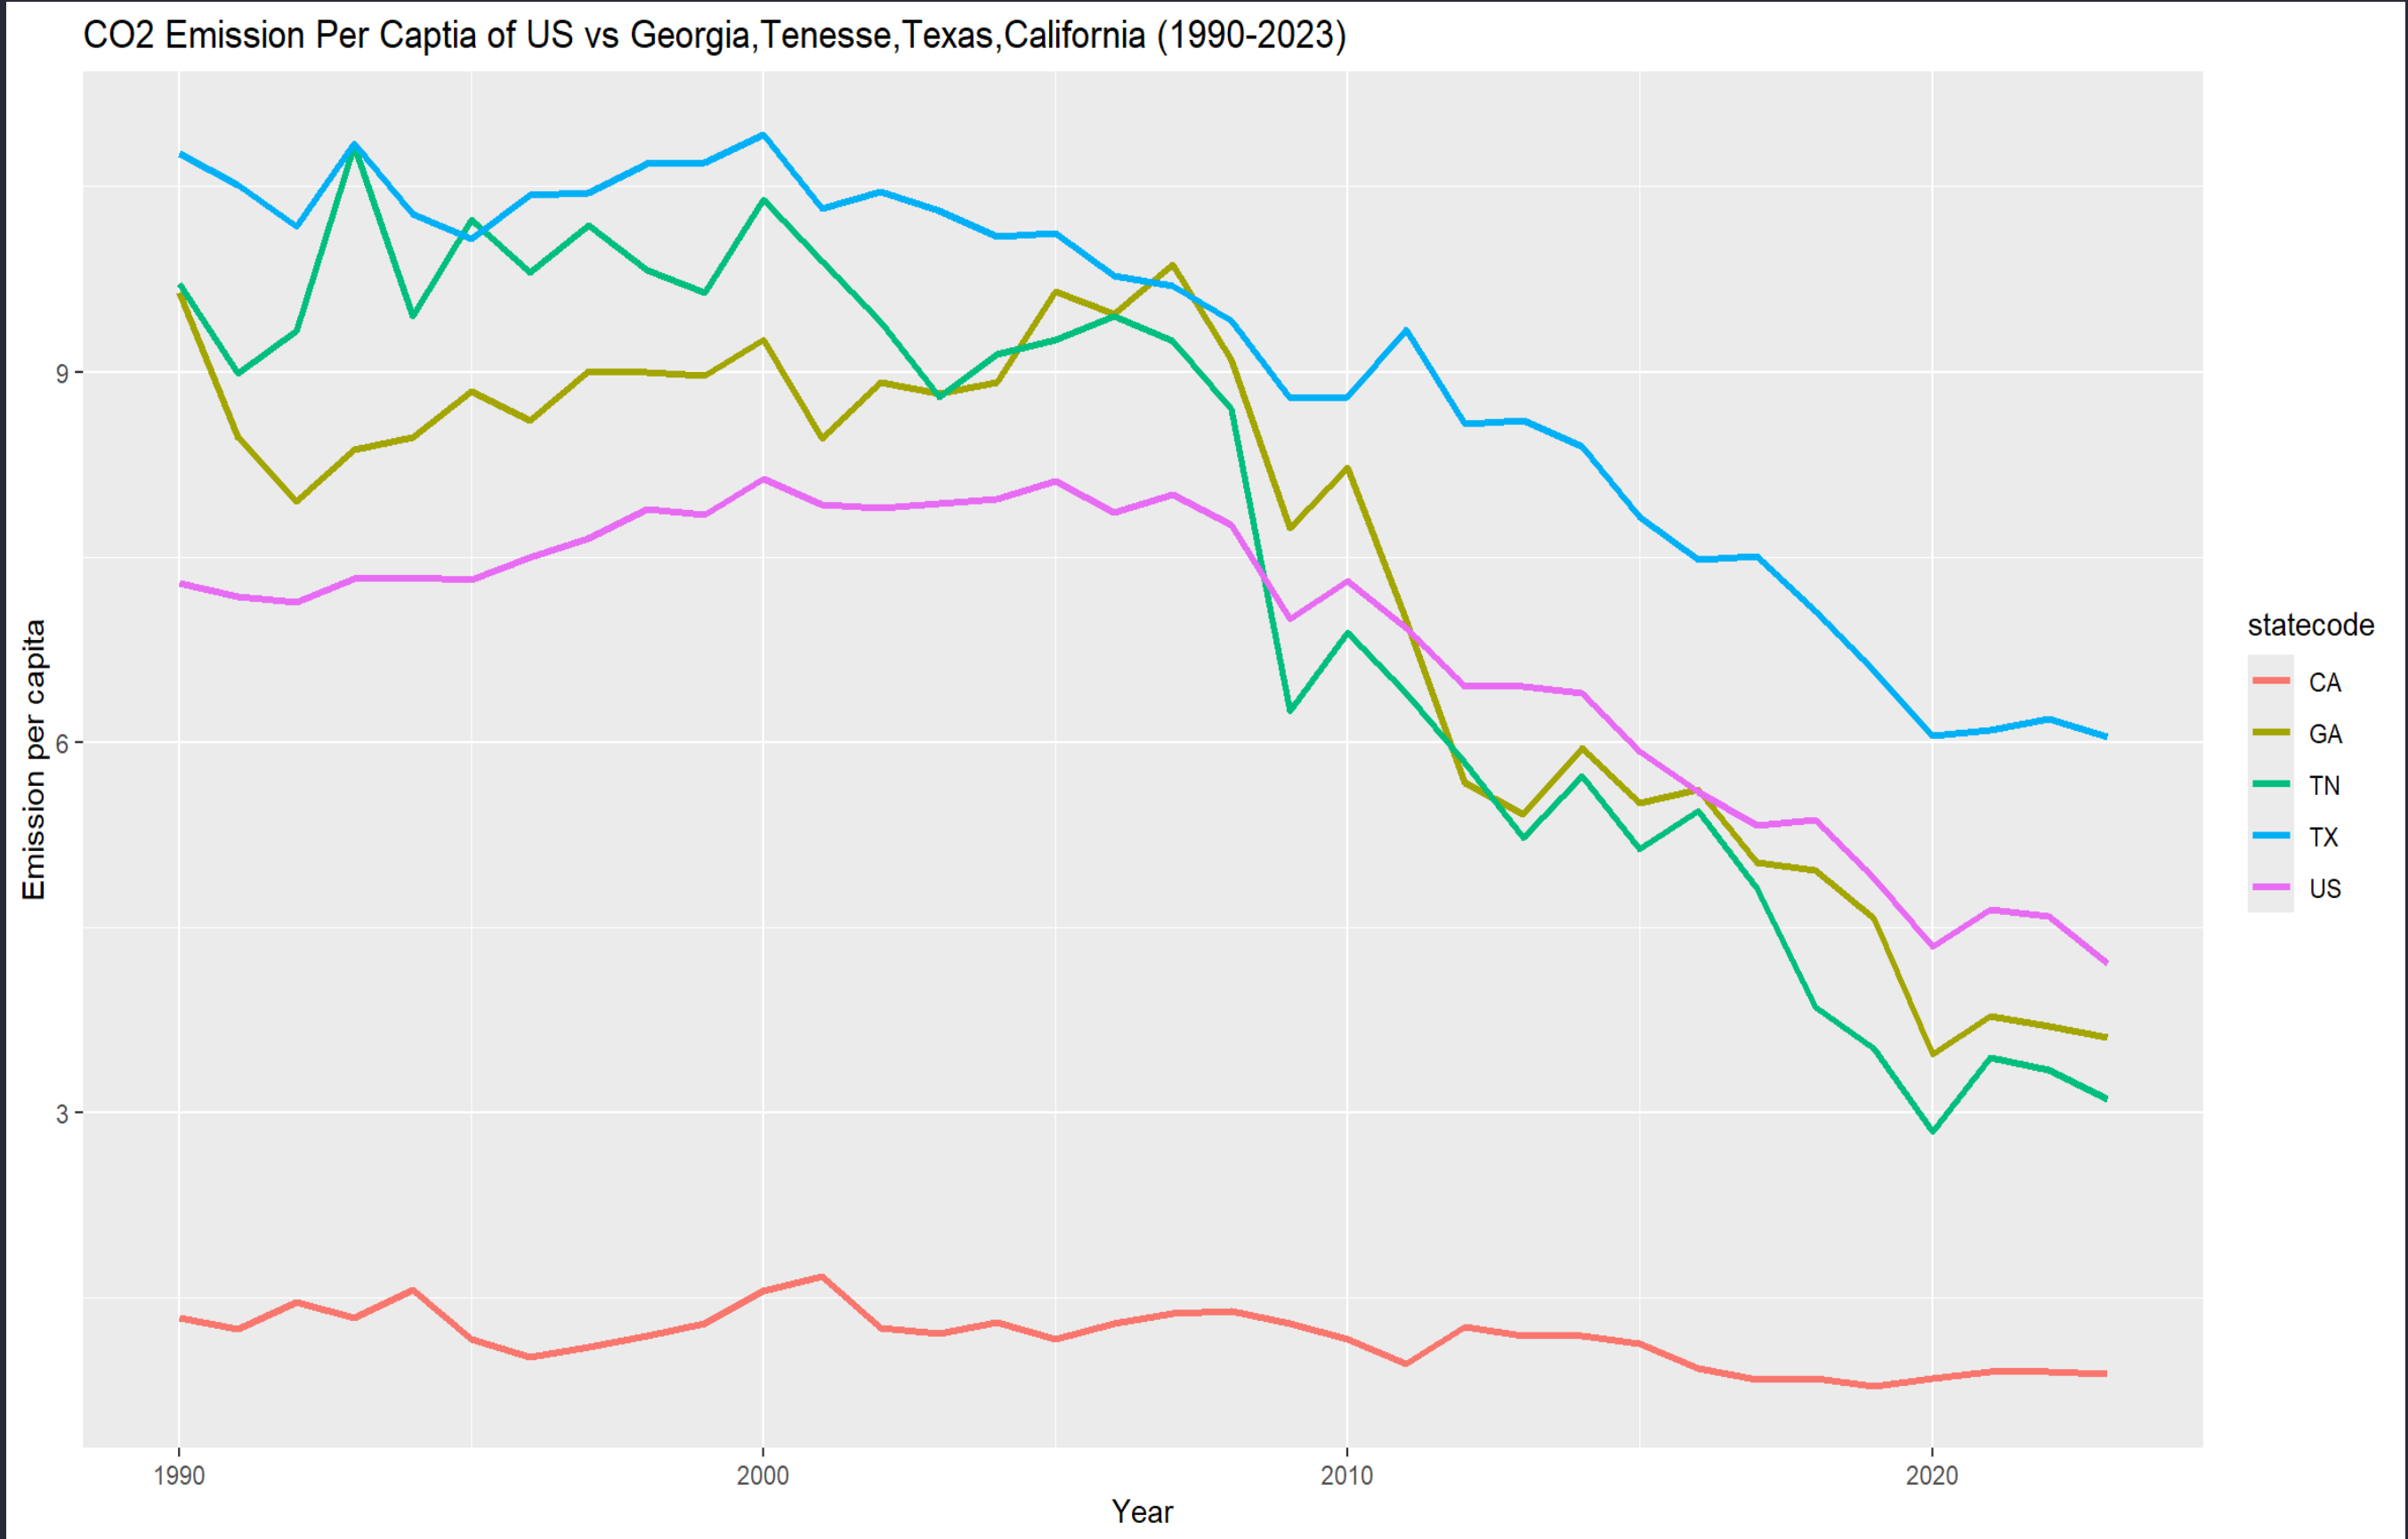 CO2 Emission Per Captia of US vs Georgia,Tenesse,Texas,California (1990-2023)
Emission per capita
9
6
3
1990
2000
2010
2020
Year
statecode
CA
GA
TN
TX
US